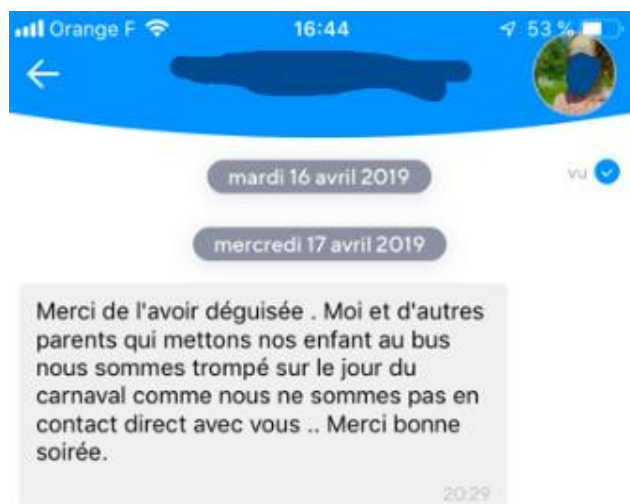 Orange F 16:44 53 %
mardi 16 avril 2019
vu
mercredi 17 avril 2019
Merci de l'avoir déguisée . Moi et d'autres
parents qui mettons nos enfant au bus
nous sommes trompé sur le jour du
carnaval comme nous ne sommes pas en
contact direct avec vous .. Merci bonne
soirée.
20:29